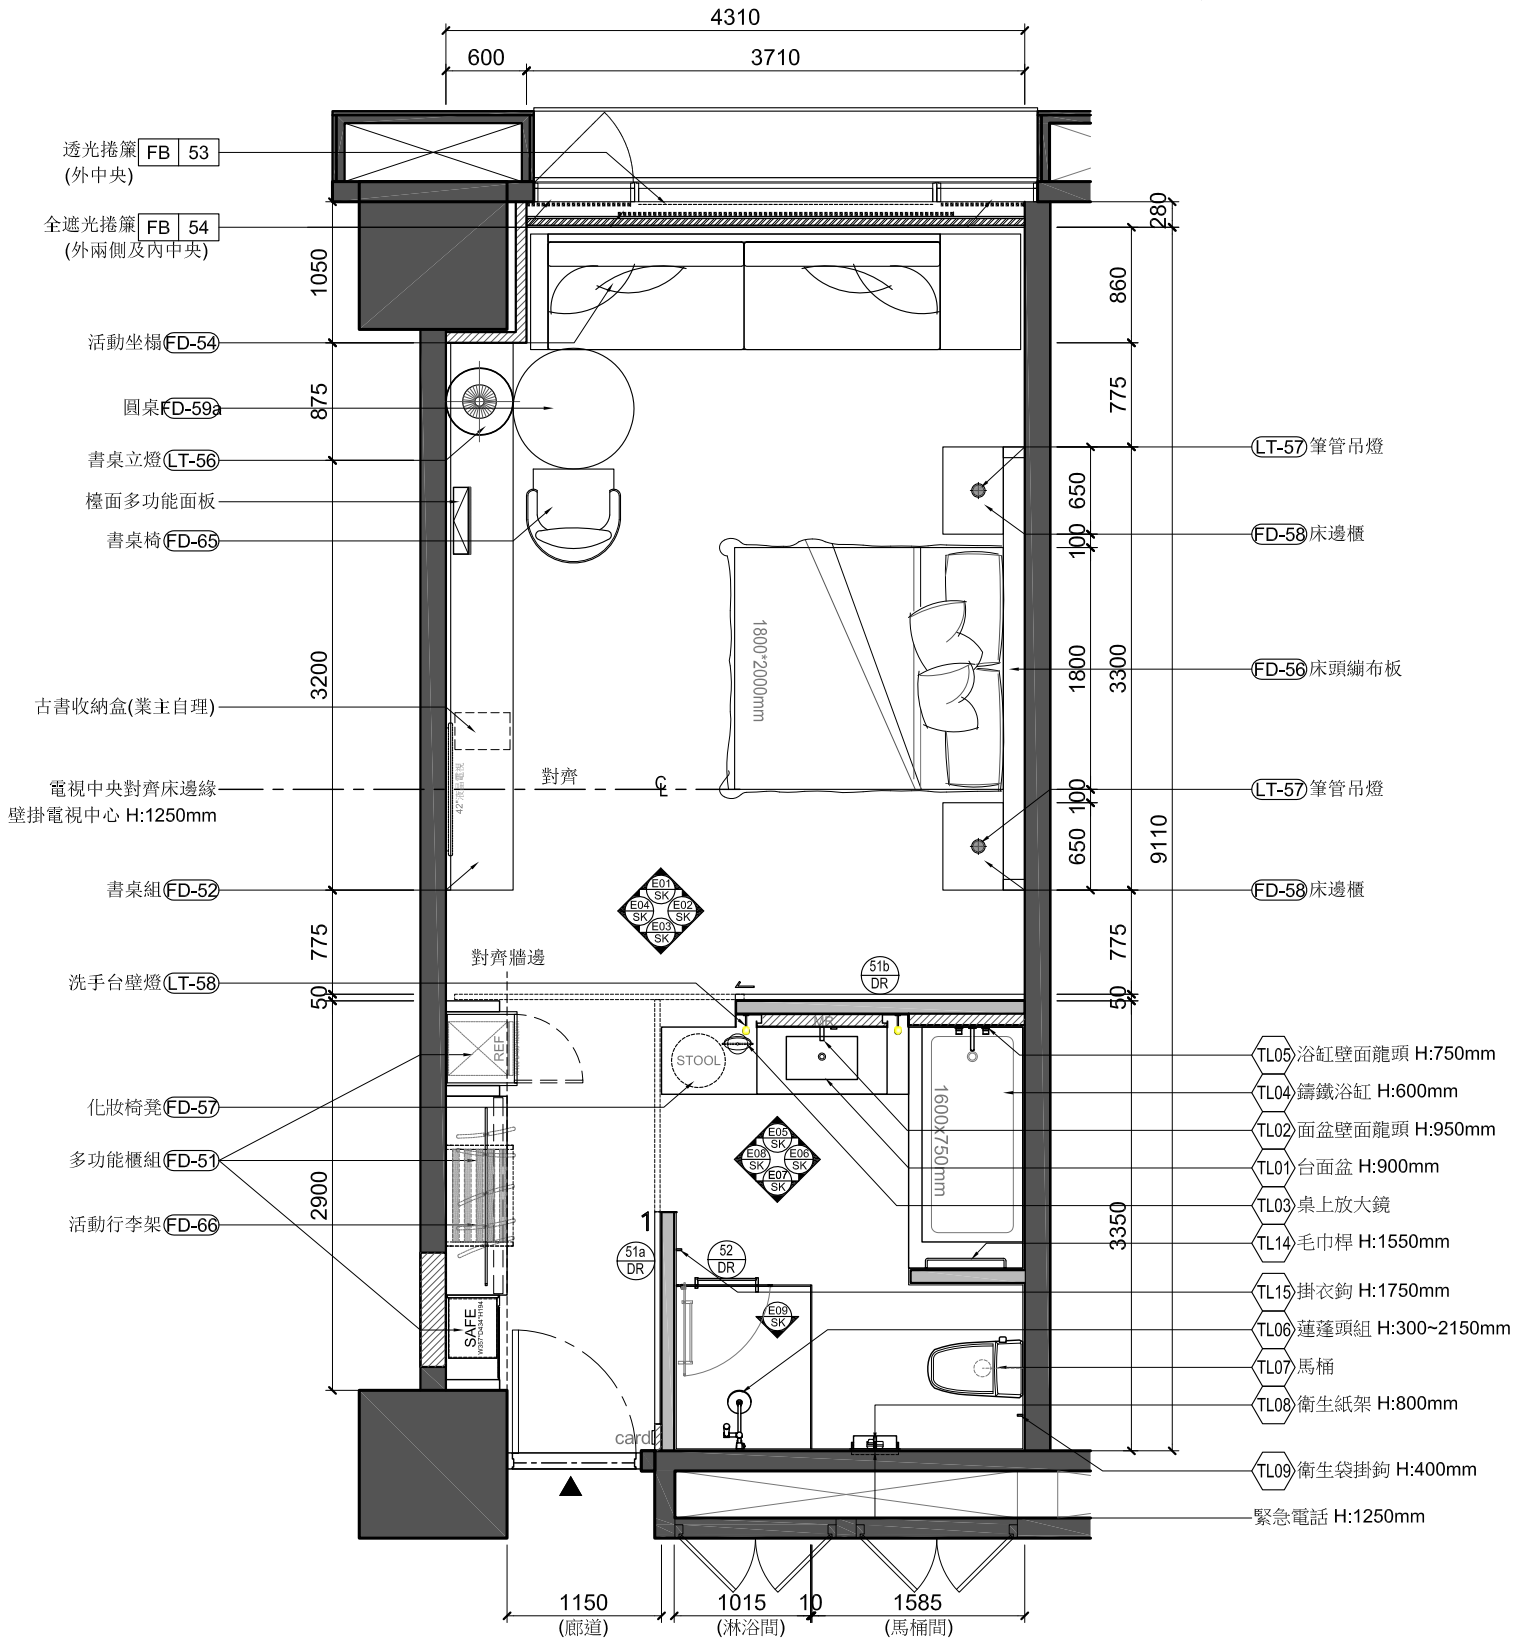 4310
600
3710
透光捲簾 FB 53
(外中央)
全遮光捲簾 FB 54
(外兩側及內中央)
280
1050
860
活動坐榻 FD-54
775
875
圓桌 FD-59a
書桌立燈 LT-56
檯面多功能面板
書桌椅 FD-65
LT-57 筆管吊燈
650
FD-58 床邊櫃
100
1800*2000mm
3200
1800
3300
FD-56 床頭繃布板
古書收納盒(業主自理)
電視中央對齊床邊緣
壁掛電視中心 H:1250mm
42"液晶電視
對齊
CL
LT-57 筆管吊燈
100
650
9110
書桌組 FD-52
FD-58 床邊櫃
E01
SK
E04
SK
E02
SK
E03
SK
775
775
對齊牆邊
洗手台壁燈 LT-58
51b
DR
50
50
MR
REF
STOOL
TL05 浴缸壁面龍頭 H:750mm
TL04 鑄鐵浴缸 H:600mm
化妝椅凳 FD-57
1600x750mm
TL02 面盆壁面龍頭 H:950mm
E05
SK
E08
SK
E06
SK
E07
SK
多功能櫃組 FD-51
TL01 台面盆 H:900mm
2900
TL03 桌上放大鏡
活動行李架 FD-66
1
3350
TL14 毛巾桿 H:1550mm
51a
DR
52
DR
TL15 掛衣鉤 H:1750mm
SAFE
W357*D434*H194
E09
SK
TL06 蓮蓬頭組 H:300~2150mm
TL07 馬桶
TL08 衛生紙架 H:800mm
card
TL09 衛生袋掛鉤 H:400mm
緊急電話 H:1250mm
1150
(廊道)
1015
(淋浴間)
10
1585
(馬桶間)